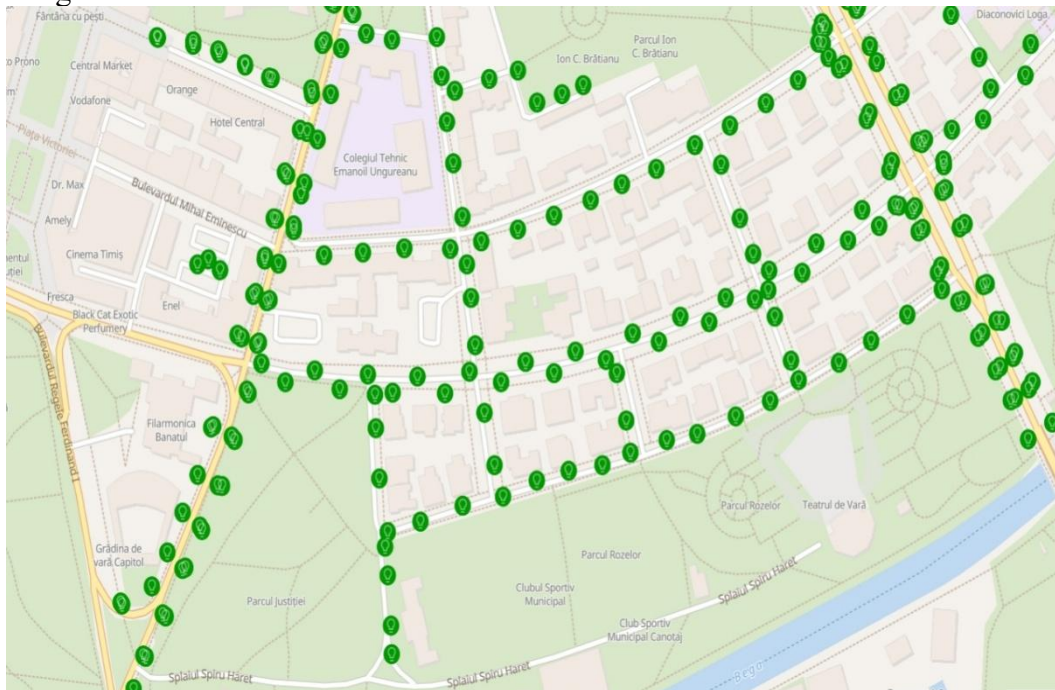 Fântâna cu pești
Diaconovici Loga
Prono
Central Market
Parcul Ion
C. Brătianu
Ion C. Brătianu
Orange
Vodafone
Hotel Central
Piața Victoriei
Colegiul Tehnic
Emanoil Ungureanu
Dr. Max
Bulevardul Mihai Eminescu
Amely
Cinema Timiș
Fresca
Enel
Black Cat Exotic
Perfumery
Bulevardul Regele Ferdinand I
Filarmonica
Banatul
Parcul Rozelor
Teatrul de Vară
Grădina de
vară Capitol
Parcul Rozelor
Parcul Justiției
Clubul Sportiv
Municipal
Splaiul Spiru Haret
Club Sportiv
Municipal Canotaj
Splaiul Spiru Haret
Splaiul Spiru Haret
Bega